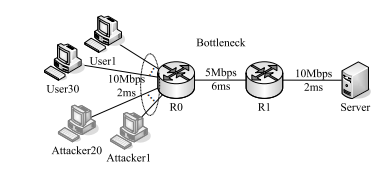 Bottleneck
User1
User30
10Mbps
2ms
5Mbps
6ms
10Mbps
2ms
R0
R1
Server
Attacker20
Attacker1